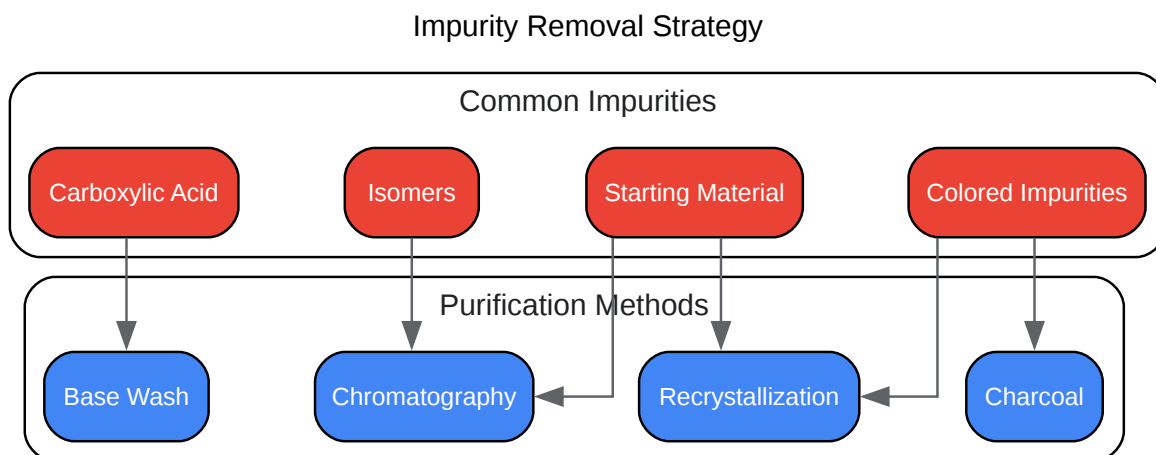 Impurity Removal Strategy
Common Impurities
Carboxylic Acid
Isomers
Starting Material
Colored Impurities
Purification Methods
Base Wash
Chromatography
Recrystallization
Charcoal